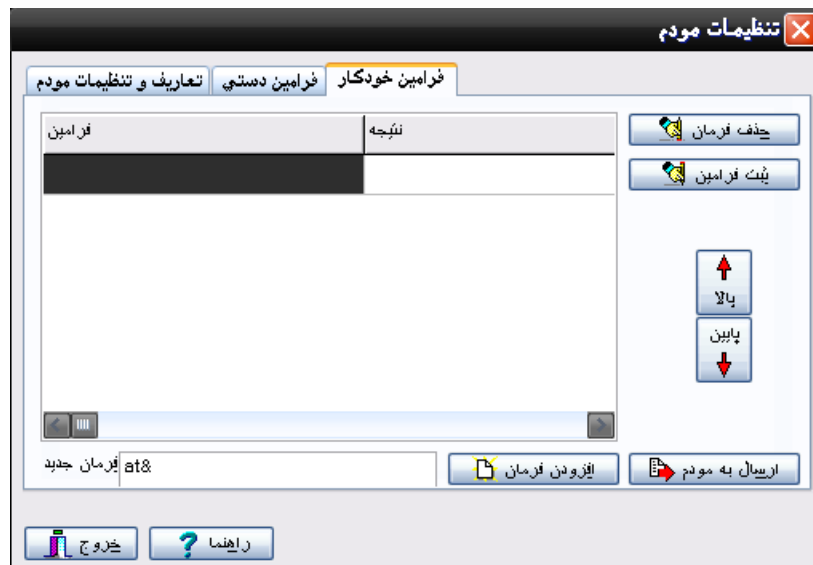 تنظیمات مودم
فرامین خودکار
فرامین دستي
تعاریف و تنظیمات مودم
فرامین
نتیجه
حذف فرمان
ثبت فرامین
بالا
پایین
فرمان جدید
at&
افزودن فرمان
ارسال به مودم
راهنما
خروج